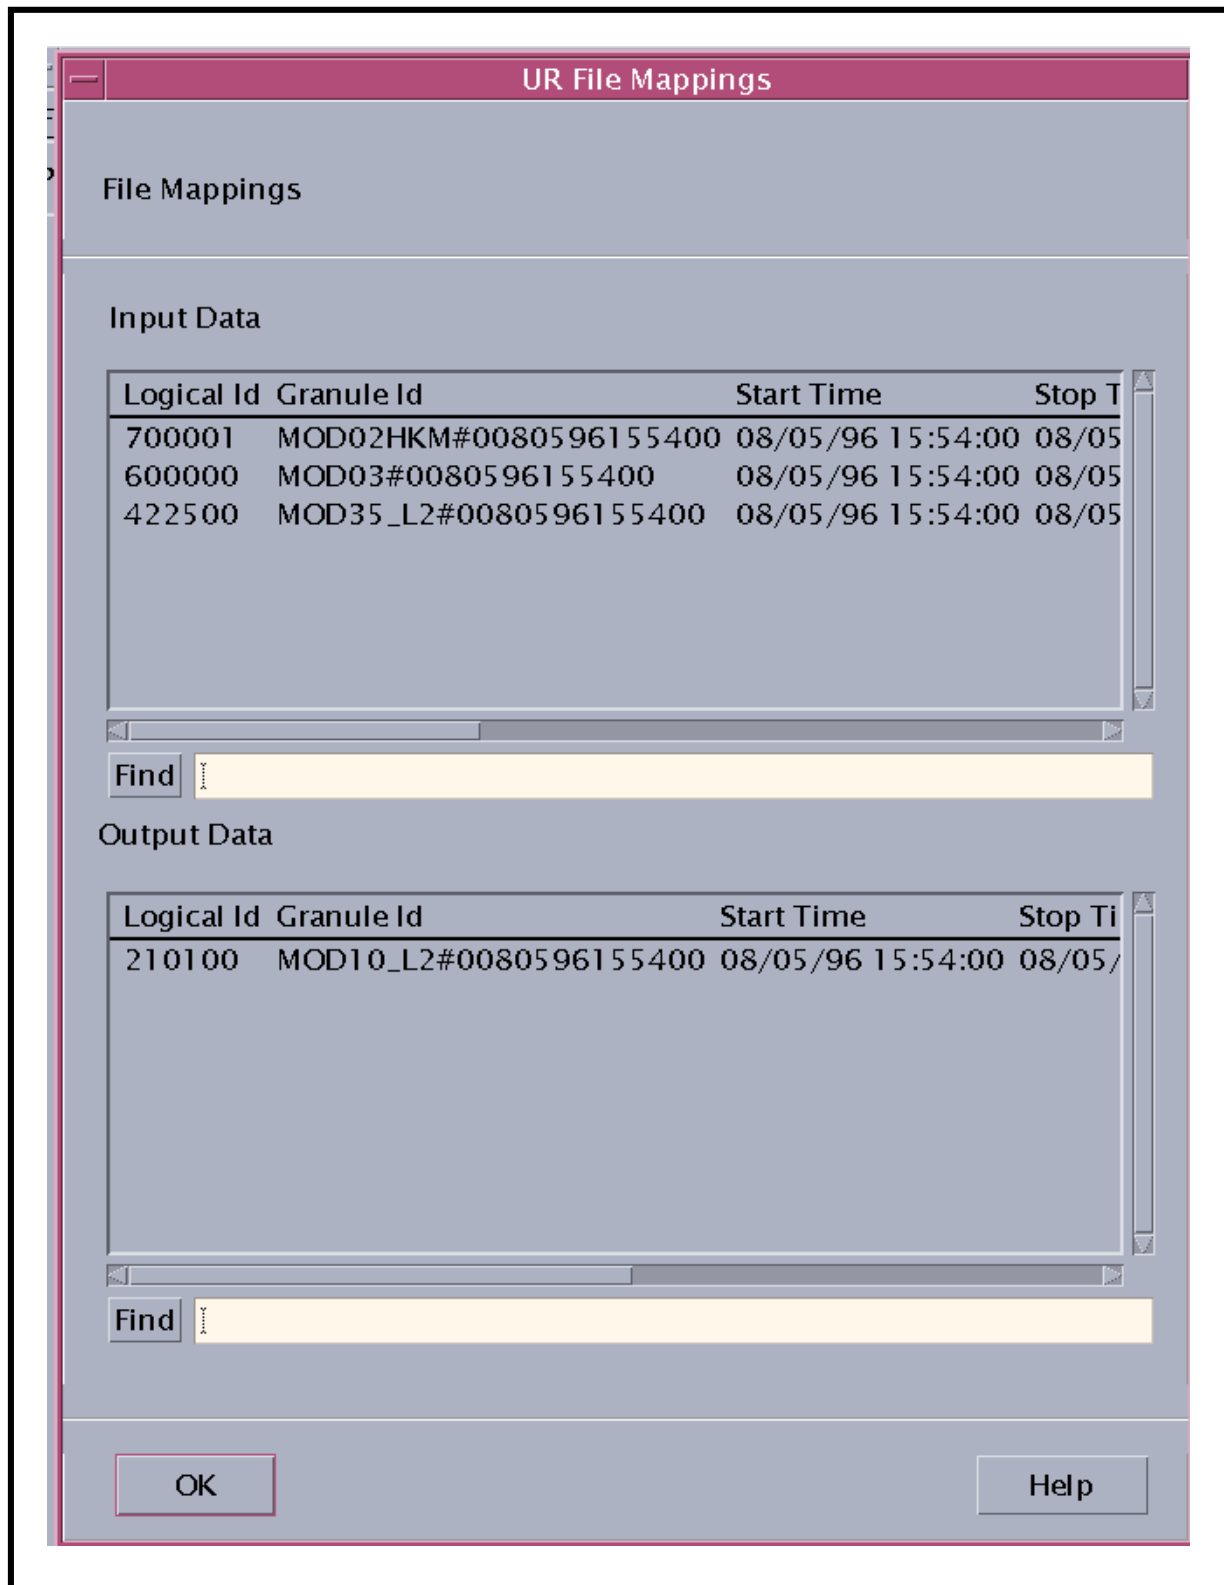 UR File Mappings
File Mappings
Input Data
Logical Id Granule Id Start Time Stop T
700001 MOD02HKM#0080596155400 08/05/96 15:54:00 08/05
600000 MOD03#0080596155400 08/05/96 15:54:00 08/05
422500 MOD35_L2#0080596155400 08/05/96 15:54:00 08/05
Find
Output Data
Logical Id Granule Id Start Time Stop Ti
210100 MOD10_L2#0080596155400 08/05/96 15:54:00 08/05/
Find
OK Help